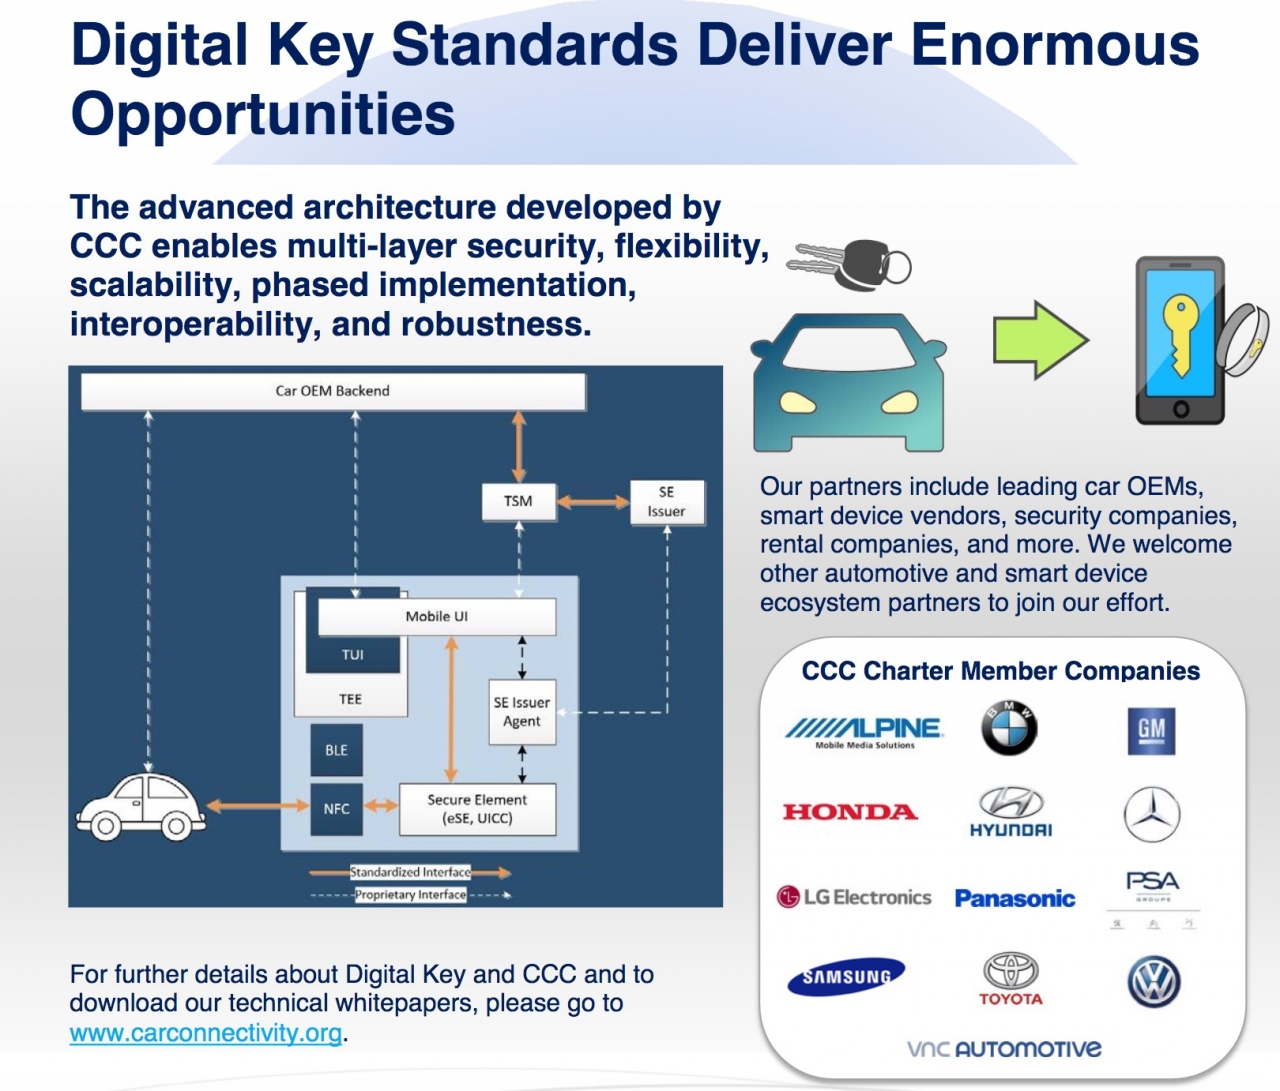 Digital Key Standards Deliver Enormous
Opportunities
The advanced architecture developed by
CCC enables multi-layer security, flexibility,
scalability, phased implementation,
interoperability, and robustness.
Car OEM Backend
TSM
SE
Issuer
Mobile UI
TUI
TEE
SE Issuer
Agent
BLE
NFC
Secure Element
(eSE, UICC)
Standardized Interface
Proprietary Interface
For further details about Digital Key and CCC and to
download our technical whitepapers, please go to
www.carconnectivity.org.
Our partners include leading car OEMs,
smart device vendors, security companies,
rental companies, and more. We welcome
other automotive and smart device
ecosystem partners to join our effort.
CCC Charter Member Companies
ALPINE
Mobile Media Solutions
BMW
GM
HONDA
HYUNDAI
LG Electronics
Panasonic
PSA
GROUPE
SAMSUNG
TOYOTA
VW
vnc AUTOMOTIVE